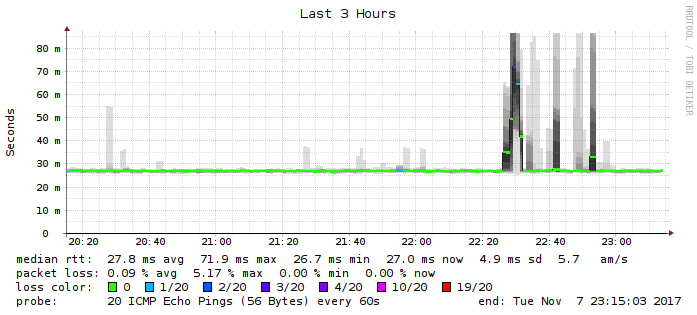 Last 3 Hours
RRDTOOL / TOBI OETIKER
Seconds
80 m
70 m
60 m
50 m
40 m
30 m
20 m
10 m
0
20:20 20:40 21:00 21:20 21:40 22:00 22:20 22:40 23:00
median rtt: 27.8 ms avg 71.9 ms max 26.7 ms min 27.0 ms now 4.9 ms sd 5.7 am/s
packet loss: 0.09 % avg 5.17 % max 0.00 % min 0.00 % now
loss color: 0 1/20 2/20 3/20 4/20 10/20 19/20
probe: 20 ICMP Echo Pings (56 Bytes) every 60s end: Tue Nov 7 23:15:03 2017